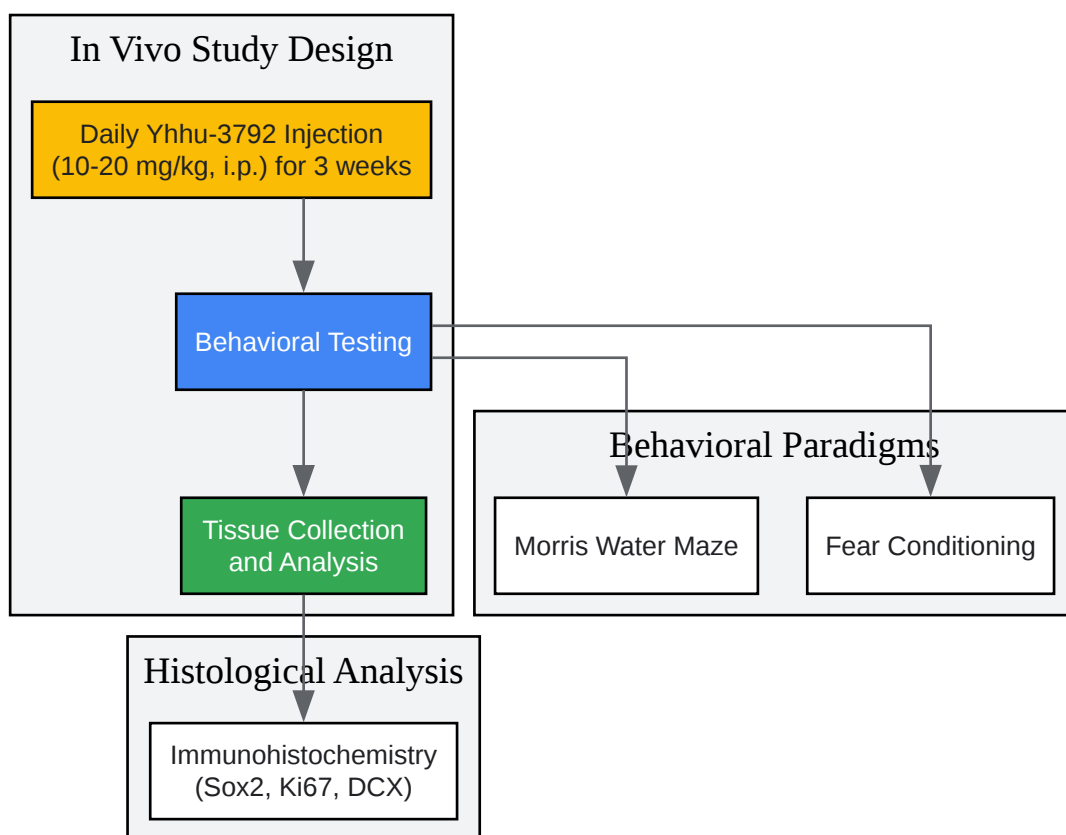 In Vivo Study Design
Daily Yhhu-3792 Injection
(10-20 mg/kg, i.p.) for 3 weeks
Behavioral Testing
Tissue Collection
and Analysis
Behavioral Paradigms
Morris Water Maze
Fear Conditioning
Histological Analysis
Immunohistochemistry
(Sox2, Ki67, DCX)